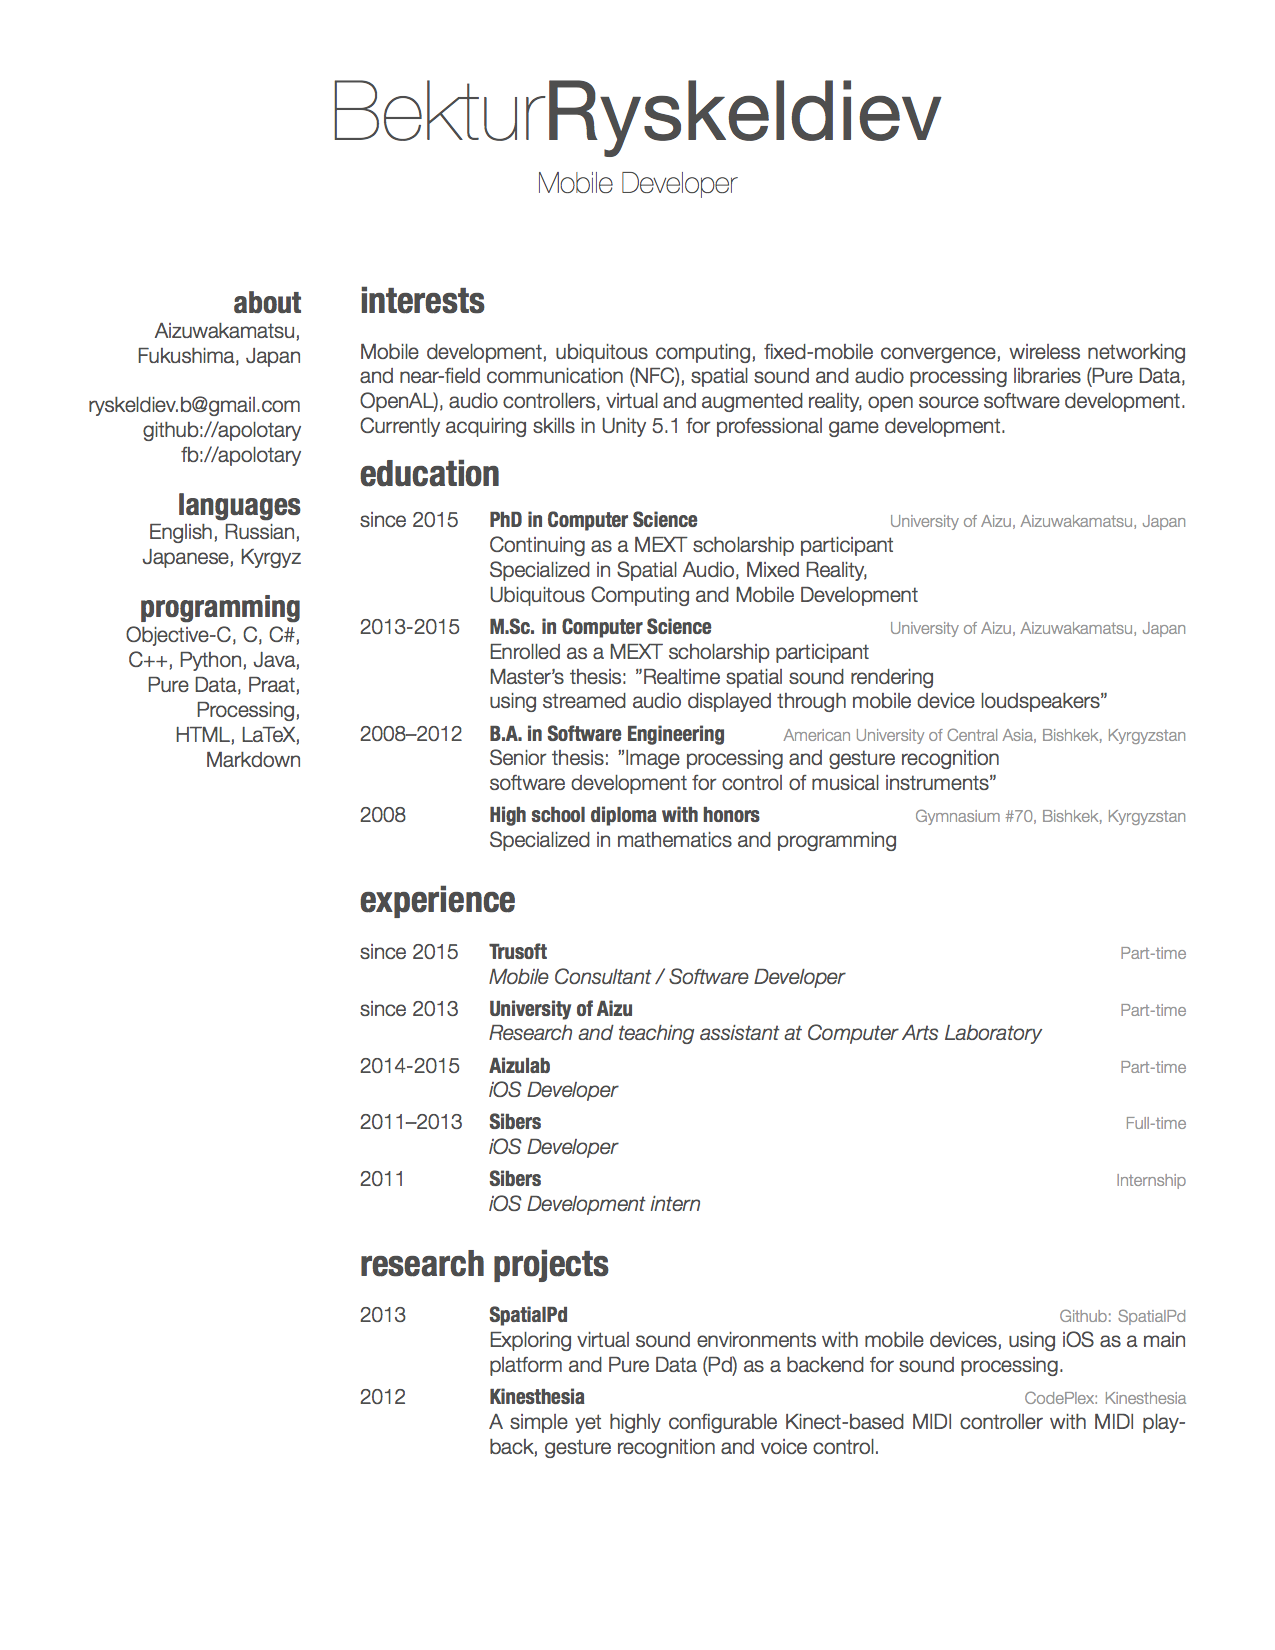 BekturRyskeldiev
Mobile Developer
about
Aizuwakamatsu,
Fukushima, Japan
ryskeldiev.b@gmail.com
github://apolotary
fb://apolotary
languages
English, Russian,
Japanese, Kyrgyz
programming
Objective-C, C, C#,
C++, Python, Java,
Pure Data, Praat,
Processing,
HTML, LaTeX,
Markdown
interests
Mobile development, ubiquitous computing, fixed-mobile convergence, wireless networking
and near-field communication (NFC), spatial sound and audio processing libraries (Pure Data,
OpenAL), audio controllers, virtual and augmented reality, open source software development.
Currently acquiring skills in Unity 5.1 for professional game development.
education
since 2015 PhD in Computer Science University of Aizu, Aizuwakamatsu, Japan
Continuing as a MEXT scholarship participant
Specialized in Spatial Audio, Mixed Reality,
Ubiquitous Computing and Mobile Development
2013-2015 M.Sc. in Computer Science University of Aizu, Aizuwakamatsu, Japan
Enrolled as a MEXT scholarship participant
Master’s thesis: ”Realtime spatial sound rendering
using streamed audio displayed through mobile device loudspeakers”
2008–2012 B.A. in Software Engineering American University of Central Asia, Bishkek, Kyrgyzstan
Senior thesis: ”Image processing and gesture recognition
software development for control of musical instruments”
2008 High school diploma with honors Gymnasium #70, Bishkek, Kyrgyzstan
Specialized in mathematics and programming
experience
since 2015 Trusoft Part-time
Mobile Consultant / Software Developer
since 2013 University of Aizu Part-time
Research and teaching assistant at Computer Arts Laboratory
2014-2015 Aizulab Part-time
iOS Developer
2011–2013 Sibers Full-time
iOS Developer
2011 Sibers Internship
iOS Development intern
research projects
2013 SpatialPd Github: SpatialPd
Exploring virtual sound environments with mobile devices, using iOS as a main
platform and Pure Data (Pd) as a backend for sound processing.
2012 Kinesthesia CodePlex: Kinesthesia
A simple yet highly configurable Kinect-based MIDI controller with MIDI play-
back, gesture recognition and voice control.